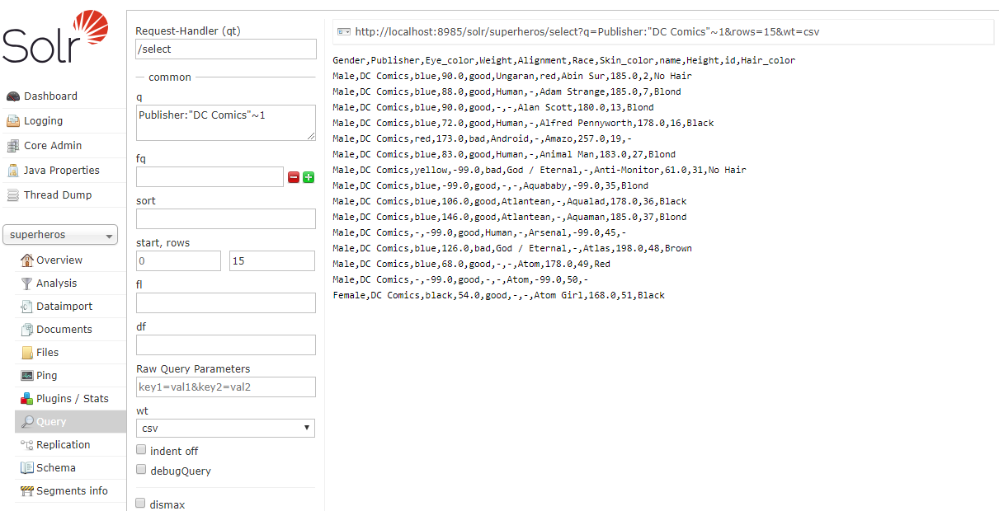 Solr
Dashboard
Logging
Core Admin
Java Properties
Thread Dump
superheros
Overview
Analysis
Dataimport
Documents
Files
Ping
Plugins / Stats
Query
Replication
Schema
Segments info
Request-Handler (qt)
/select
common
q
Publisher:"DC Comics"~1
fq
sort
start, rows
0
15
fl
df
Raw Query Parameters
key1=val1&key2=val2
wt
csv
indent off
debugQuery
dismax
http://localhost:8985/solr/superheros/select?q=Publisher:"DC Comics"~1&rows=15&wt=csv
Gender,Publisher,Eye_color,Weight,Alignment,Race,Skin_color,name,Height,id,Hair_color
Male,DC Comics,blue,90.0,good,Ungaran,red,Abin Sur,185.0,2,No Hair
Male,DC Comics,blue,88.0,good,Human,-,Adam Strange,185.0,7,Blond
Male,DC Comics,blue,90.0,good,-,-,Alan Scott,180.0,13,Blond
Male,DC Comics,blue,72.0,good,Human,-,Alfred Pennyworth,178.0,16,Black
Male,DC Comics,red,173.0,bad,Android,-,Amazo,257.0,19,-
Male,DC Comics,blue,83.0,good,Human,-,Animal Man,183.0,27,Blond
Male,DC Comics,yellow,-99.0,bad,God / Eternal,-,Anti-Monitor,61.0,31,No Hair
Male,DC Comics,blue,-99.0,good,-,-,Aquababy,-99.0,35,Blond
Male,DC Comics,blue,106.0,good,Atlantean,-,Aqualad,178.0,36,Black
Male,DC Comics,blue,146.0,good,Atlantean,-,Aquaman,185.0,37,Blond
Male,DC Comics,-,-99.0,good,Human,-,Arsenal,-99.0,45,-
Male,DC Comics,blue,126.0,bad,God / Eternal,-,Atlas,198.0,48,Brown
Male,DC Comics,blue,68.0,good,-,-,Atom,178.0,49,Red
Male,DC Comics,-,-99.0,good,-,-,Atom,-99.0,50,-
Female,DC Comics,black,54.0,good,-,-,Atom Girl,168.0,51,Black